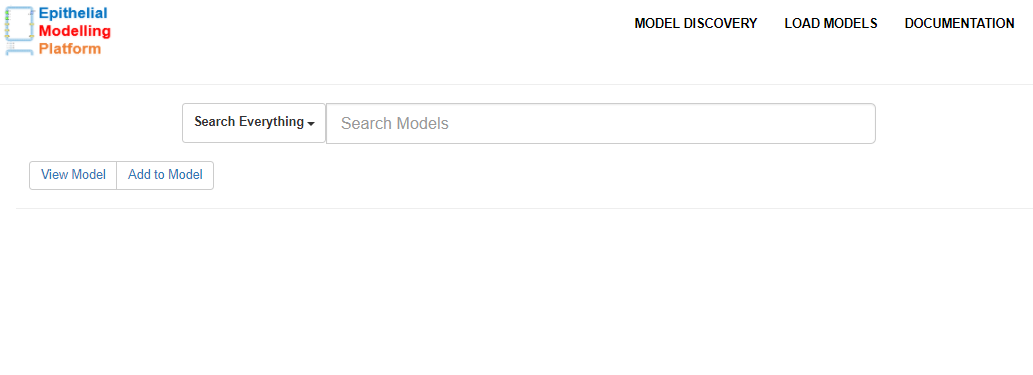 Epithelial
Modelling
Platform
MODEL DISCOVERY LOAD MODELS DOCUMENTATION
Search Everything Search Models
View Model Add to Model